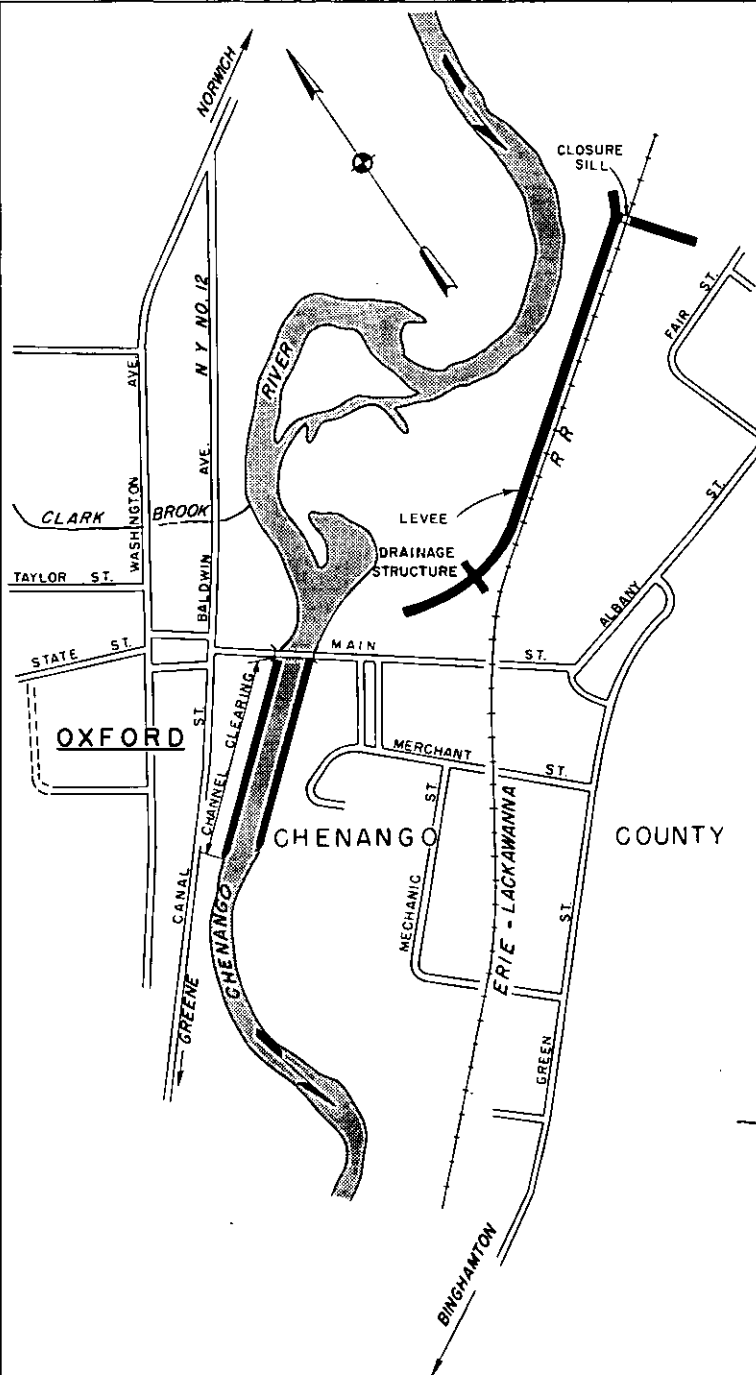 NORWICH
CLOSURE
SILL
FAIR ST.
N Y NO. 12
AVE.
RIVER
R R
WASHINGTON
AVE.
CLARK BROOK
LEVEE
ST.
DRAINAGE
STRUCTURE
TAYLOR ST.
BALDWIN
ALBANY
STATE ST.
MAIN ST.
OXFORD
ST.
CHANNEL CLEARING
MERCHANT ST.
ST.
CHENANGO COUNTY
CANAL
CHENANGO
MECHANIC
ERIE - LACKAWANNA
ST.
GREENE
GREEN
BINGHAMTON